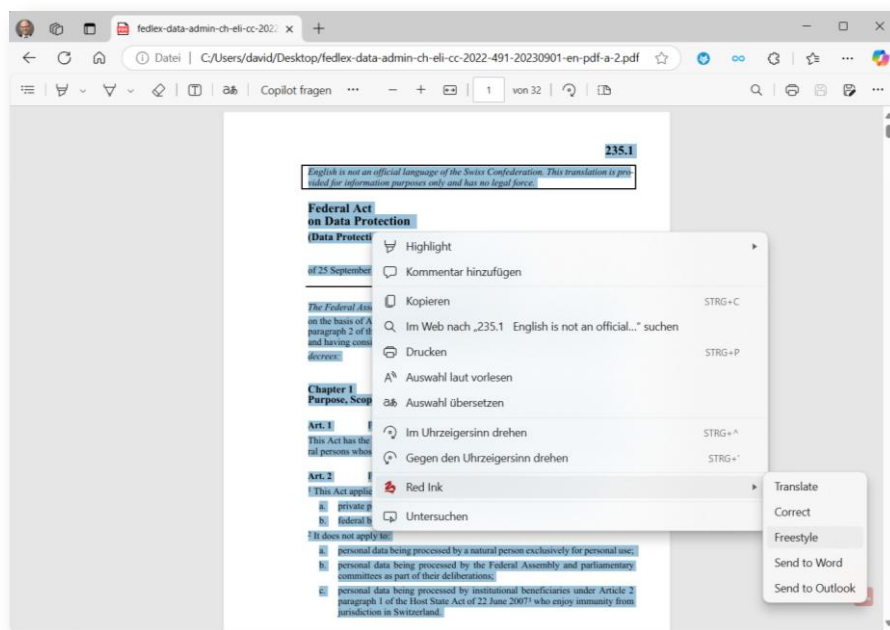 fedlex-data-admin-ch-eli-cc-2022
Datei | C:/Users/david/Desktop/fedlex-data-admin-ch-eli-cc-2022-491-20230901-en-pdf-a-2.pdf
Copilot fragen
1 von 32
235.1
English is not an official language of the Swiss Confederation. This translation is pro-
vided for information purposes only and has no legal force.
Federal Act
on Data Protection
(Data Protecti
of 25 September
The Federal Ass
on the basis of A
paragraph 2 of th
and having consi
decrees:
Chapter 1
Purpose, Scop
Art. 1
This Act has the
ral persons whos
Art. 2
1 This Act applie
a. private p
b. federal b
2 It does not apply to:
a. personal data being processed by a natural person exclusively for personal use;
b. personal data being processed by the Federal Assembly and parliamentary
committees as part of their deliberations;
c. personal data being processed by institutional beneficiaries under Article 2
paragraph 1 of the Host State Act of 22 June 2007³ who enjoy immunity from
jurisdiction in Switzerland.
Highlight
Kommentar hinzufügen
Kopieren STRG+C
Im Web nach „235.1 English is not an official...“ suchen
Drucken STRG+P
Auswahl laut vorlesen
Auswahl übersetzen
Im Uhrzeigersinn drehen STRG+^
Gegen den Uhrzeigersinn drehen STRG+'
Red Ink
Untersuchen
Translate
Correct
Freestyle
Send to Word
Send to Outlook